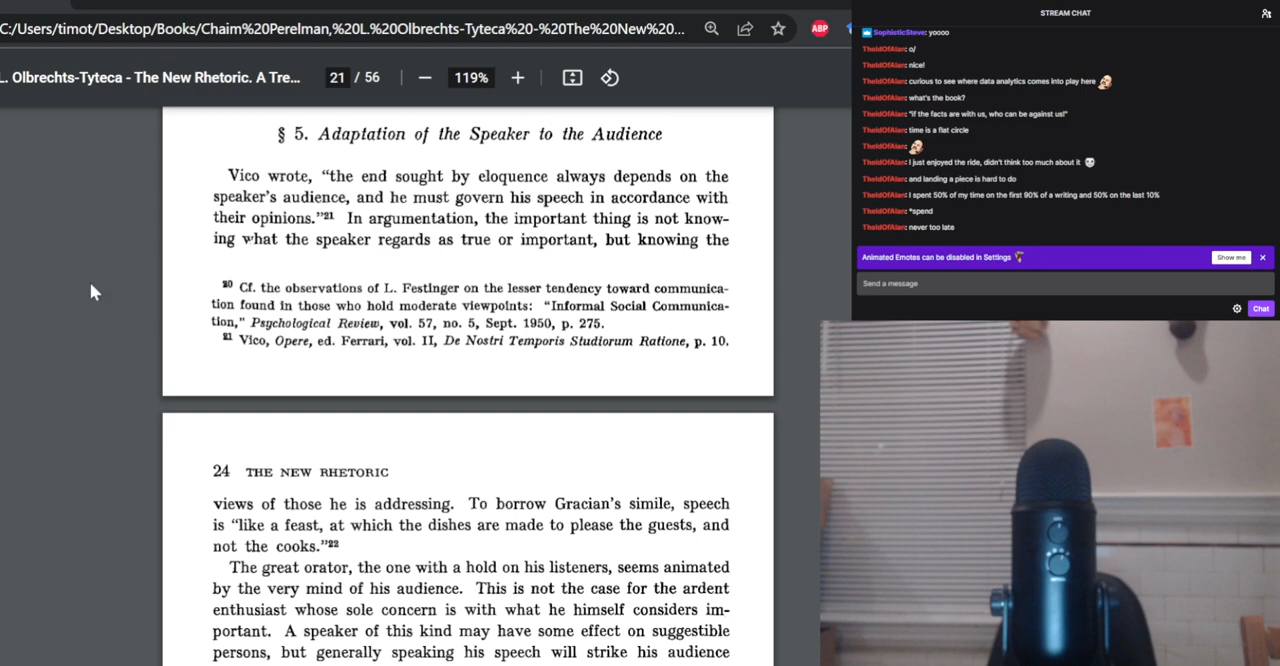 C:/Users/timot/Desktop/Books/Chaim%20Perelman,%20L.%20Olbrechts-Tyteca%20-%20The%20New%20...
ABP
L. Olbrechts-Tyteca - The New Rhetoric. A Tre...
21 / 56
119%
§ 5. Adaptation of the Speaker to the Audience
Vico wrote, “the end sought by eloquence always depends on the
speaker's audience, and he must govern his speech in accordance with
their opinions.”21 In argumentation, the important thing is not know-
ing what the speaker regards as true or important, but knowing the
20 Cf. the observations of L. Festinger on the lesser tendency toward communica-
tion found in those who hold moderate viewpoints: “Informal Social Communica-
tion,” Psychological Review, vol. 57, no. 5, Sept. 1950, p. 275.
21 Vico, Opere, ed. Ferrari, vol. II, De Nostri Temporis Studiorum Ratione, p. 10.
24 THE NEW RHETORIC
views of those he is addressing. To borrow Gracian's simile, speech
is “like a feast, at which the dishes are made to please the guests, and
not the cooks.”22
The great orator, the one with a hold on his listeners, seems animated
by the very mind of his audience. This is not the case for the ardent
enthusiast whose sole concern is with what he himself considers im-
portant. A speaker of this kind may have some effect on suggestible
persons, but generally speaking his speech will strike his audience
STREAM CHAT
SophisticSteve: yoooo
TheIdOfAlan: o/
TheIdOfAlan: nice!
TheIdOfAlan: curious to see where data analytics comes into play here
TheIdOfAlan: what's the book?
TheIdOfAlan: "if the facts are with us, who can be against us!"
TheIdOfAlan: time is a flat circle
TheIdOfAlan:
TheIdOfAlan: I just enjoyed the ride, didn't think too much about it
TheIdOfAlan: and landing a piece is hard to do
TheIdOfAlan: I spent 50% of my time on the first 90% of a writing and 50% on the last 10%
TheIdOfAlan: *spend
TheIdOfAlan: never too late
Animated Emotes can be disabled in Settings
Show me
Send a message
Chat